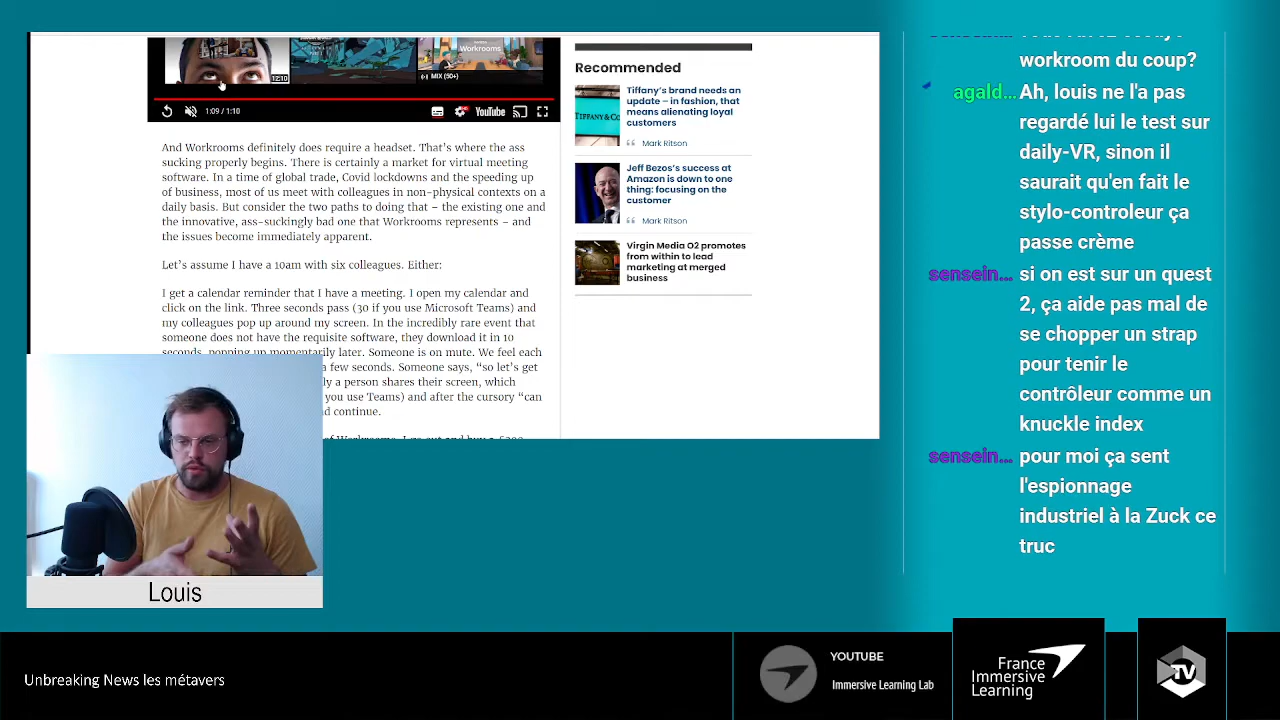 Workrooms
12:10
MIX (50+)
1:09 / 1:10
YouTube
And Workrooms definitely does require a headset. That's where the ass
sucking properly begins. There is certainly a market for virtual meeting
software. In a time of global trade, Covid lockdowns and the speeding up
of business, most of us meet with colleagues in non-physical contexts on a
daily basis. But consider the two paths to doing that – the existing one and
the innovative, ass-suckingly bad one that Workrooms represents – and
the issues become immediately apparent.
Let's assume I have a 10am with six colleagues. Either:
I get a calendar reminder that I have a meeting. I open my calendar and
click on the link. Three seconds pass (30 if you use Microsoft Teams) and
my colleagues pop up around my screen. In the incredibly rare event that
someone does not have the requisite software, they download it in 10
seconds, popping up momentarily later. Someone is on mute. We feel each
a few seconds. Someone says, “so let's get
ly a person shares their screen, which
you use Teams) and after the cursory “can
d continue.
Recommended
Tiffany's brand needs an
update – in fashion, that
means alienating loyal
customers
Mark Ritson
TIFFANY & CO
Jeff Bezos's success at
Amazon is down to one
thing: focusing on the
customer
Mark Ritson
Virgin Media O2 promotes
from within to lead
marketing at merged
business
workroom du coup?
agald... Ah, louis ne l'a pas
regardé lui le test sur
daily-VR, sinon il
saurait qu'en fait le
stylo-controleur ça
passe crème
sensein... si on est sur un quest
2, ça aide pas mal de
se chopper un strap
pour tenir le
contrôleur comme un
knuckle index
sensein... pour moi ça sent
l'espionnage
industriel à la Zuck ce
truc
Louis
Unbreaking News les métavers
YOUTUBE
Immersive Learning Lab
France
Immersive
Learning
TV